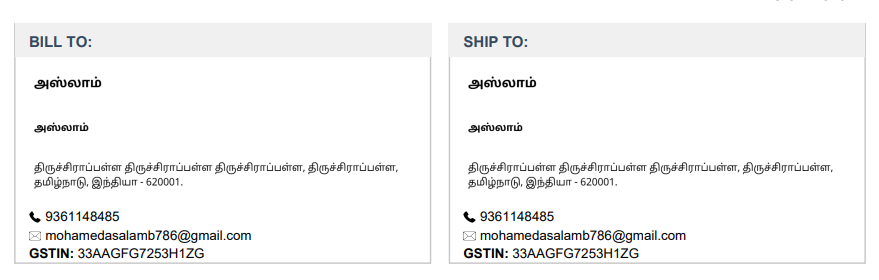 BILL TO:
அஸ்லாம்
அஸ்லாம்
திருச்சிராப்பள்ள திருச்சிராப்பள்ள திருச்சிராப்பள்ள, திருச்சிராப்பள்ள,
தமிழ்நாடு, இந்தியா - 620001.
9361148485
mohamedasalamb786@gmail.com
GSTIN: 33AAGFG7253H1ZG
SHIP TO:
அஸ்லாம்
அஸ்லாம்
திருச்சிராப்பள்ள திருச்சிராப்பள்ள திருச்சிராப்பள்ள, திருச்சிராப்பள்ள,
தமிழ்நாடு, இந்தியா - 620001.
9361148485
mohamedasalamb786@gmail.com
GSTIN: 33AAGFG7253H1ZG